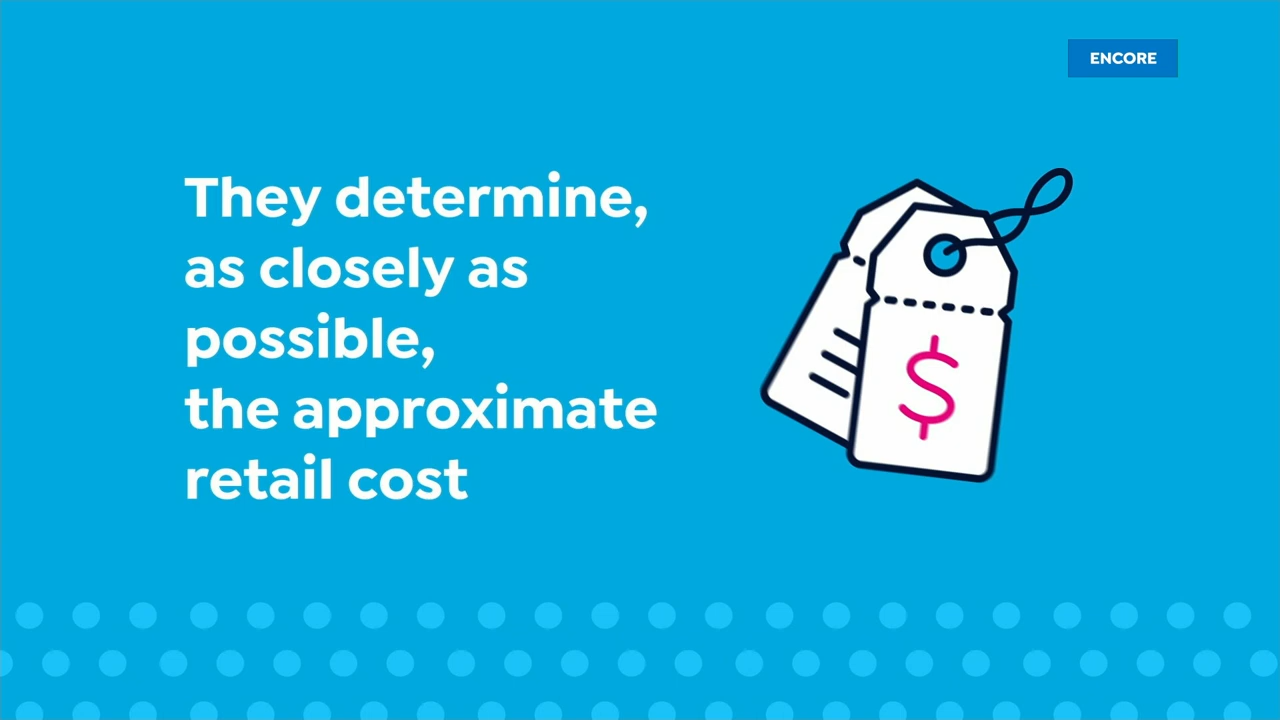 ENCORE
They determine,
as closely as
possible,
the approximate
retail cost
$